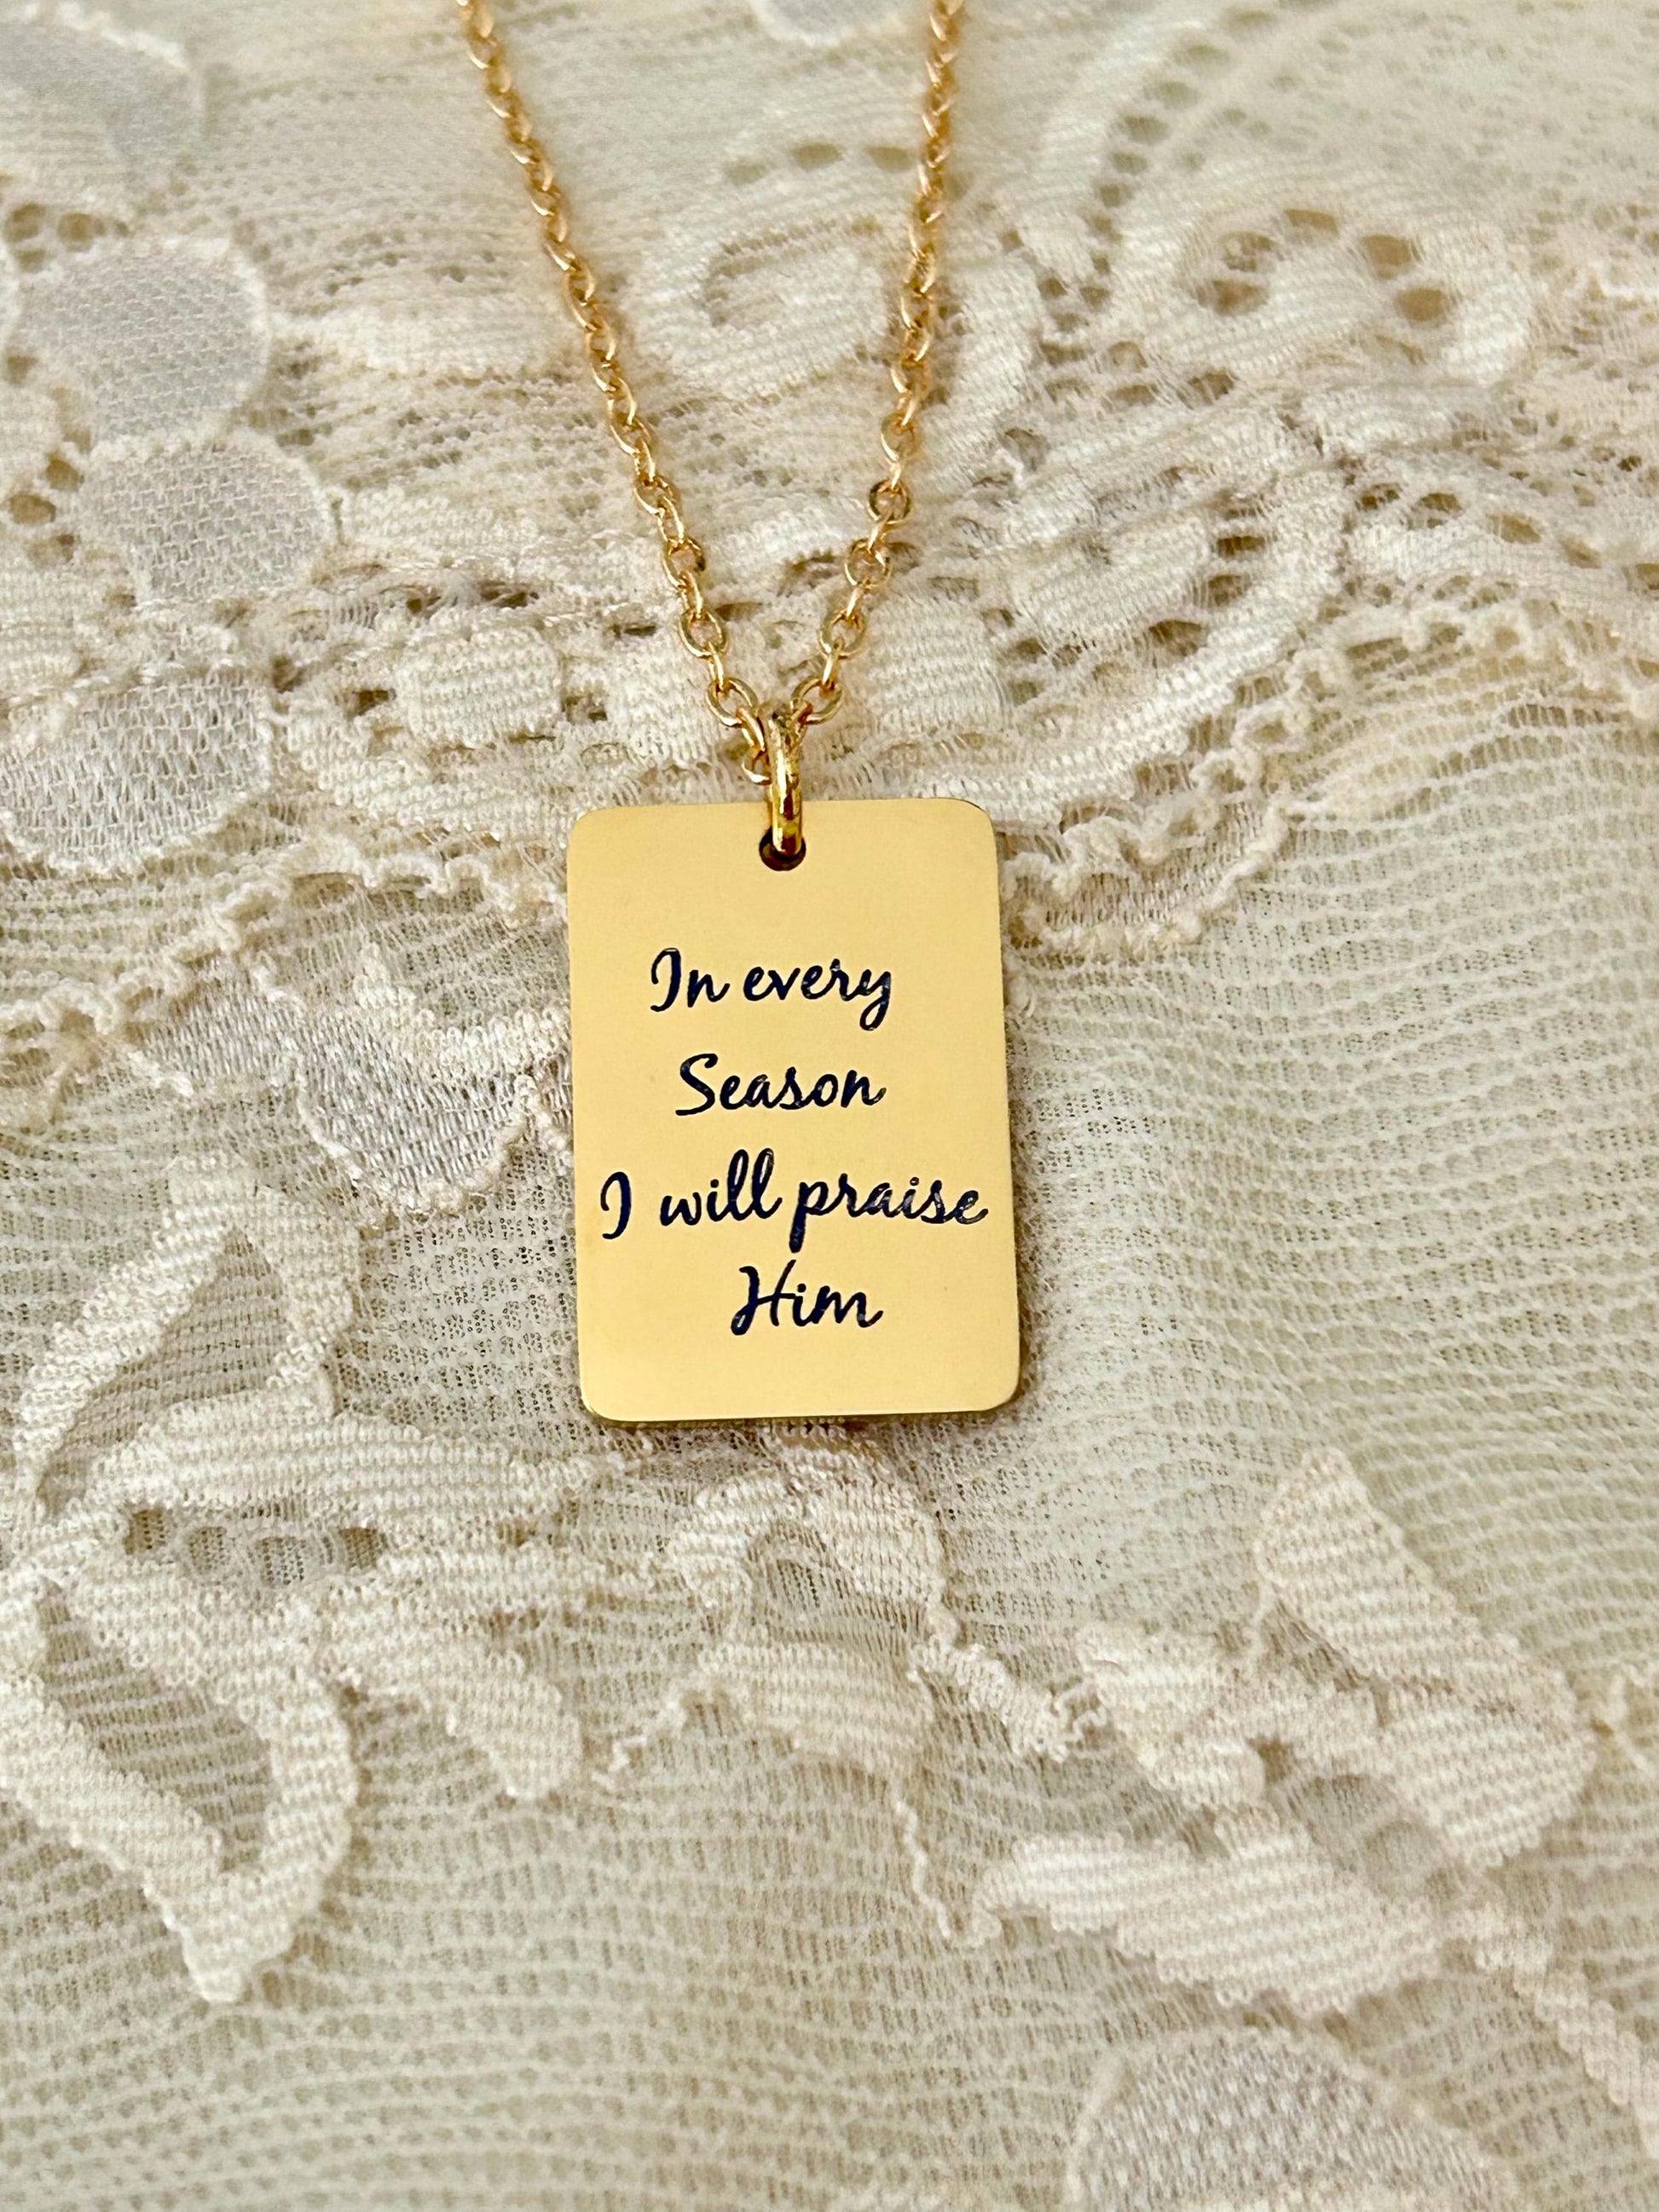 In every
Season
I will praise
Him